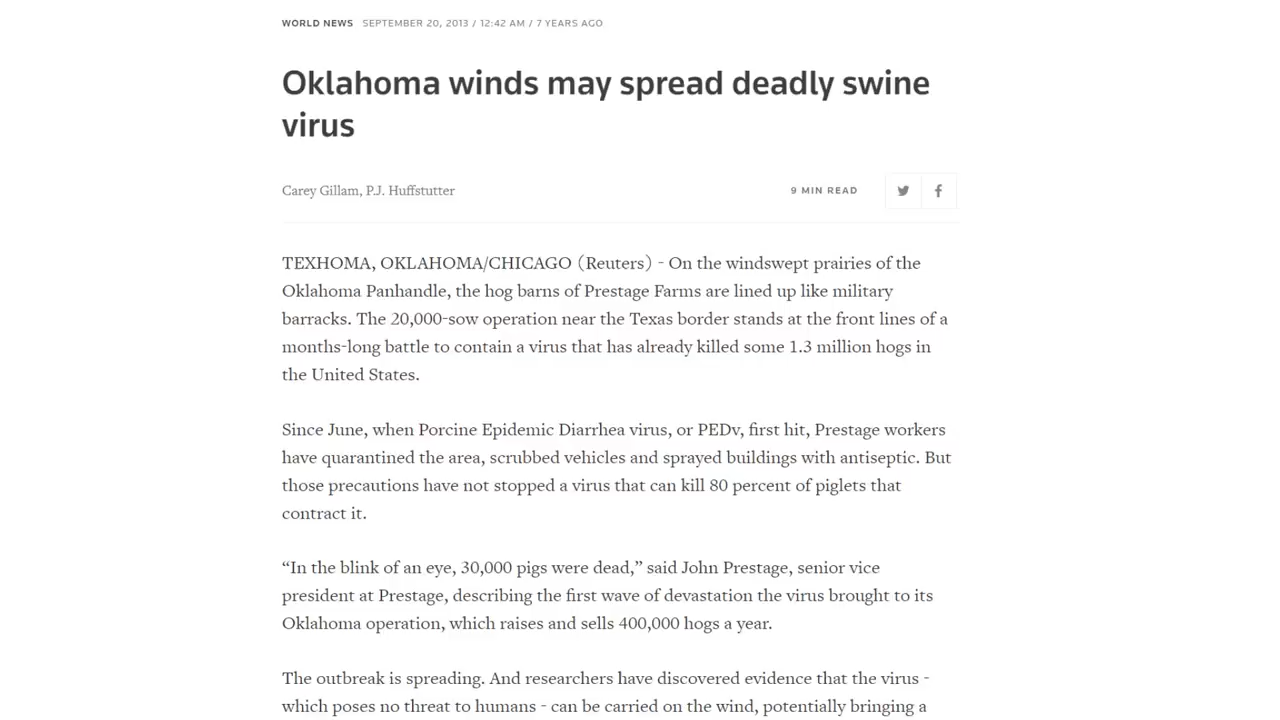 WORLD NEWS SEPTEMBER 20, 2013 / 12:42 AM / 7 YEARS AGO
Oklahoma winds may spread deadly swine
virus
Carey Gillam, P.J. Huffstutter
9 MIN READ
TEXHOMA, OKLAHOMA/CHICAGO (Reuters) - On the windswept prairies of the
Oklahoma Panhandle, the hog barns of Prestage Farms are lined up like military
barracks. The 20,000-sow operation near the Texas border stands at the front lines of a
months-long battle to contain a virus that has already killed some 1.3 million hogs in
the United States.
Since June, when Porcine Epidemic Diarrhea virus, or PEDv, first hit, Prestage workers
have quarantined the area, scrubbed vehicles and sprayed buildings with antiseptic. But
those precautions have not stopped a virus that can kill 80 percent of piglets that
contract it.
“In the blink of an eye, 30,000 pigs were dead,” said John Prestage, senior vice
president at Prestage, describing the first wave of devastation the virus brought to its
Oklahoma operation, which raises and sells 400,000 hogs a year.
The outbreak is spreading. And researchers have discovered evidence that the virus -
which poses no threat to humans - can be carried on the wind, potentially bringing a